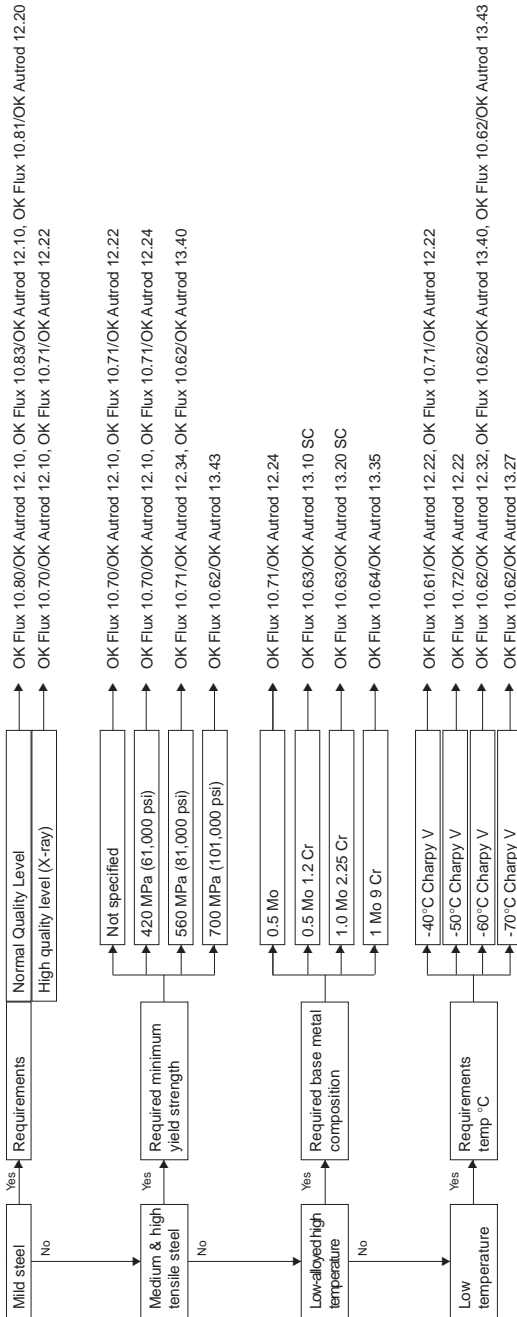 Mild steel
Yes
Requirements
Normal Quality Level
OK Flux 10.80/OK Autrod 12.10, OK Flux 10.83/OK Autrod 12.10, OK Flux 10.81/OK Autrod 12.20
High quality level (X-ray)
OK Flux 10.70/OK Autrod 12.10, OK Flux 10.71/OK Autrod 12.22
No
Medium & high
tensile steel
Yes
Required minimum
yield strength
Not specified
OK Flux 10.70/OK Autrod 12.10, OK Flux 10.71/OK Autrod 12.22
420 MPa (61,000 psi)
OK Flux 10.70/OK Autrod 12.10, OK Flux 10.71/OK Autrod 12.24
560 MPa (81,000 psi)
OK Flux 10.71/OK Autrod 12.34, OK Flux 10.62/OK Autrod 13.40
700 MPa (101,000 psi)
OK Flux 10.62/OK Autrod 13.43
No
Low-alloyed high
temperature
Yes
Required base metal
composition
0.5 Mo
OK Flux 10.71/OK Autrod 12.24
0.5 Mo 1.2 Cr
OK Flux 10.63/OK Autrod 13.10 SC
1.0 Mo 2.25 Cr
OK Flux 10.63/OK Autrod 13.20 SC
1 Mo 9 Cr
OK Flux 10.64/OK Autrod 13.35
No
Low
temperature
Yes
Requirements
temp °C
-40°C Charpy V
OK Flux 10.61/OK Autrod 12.22, OK Flux 10.71/OK Autrod 12.22
-50°C Charpy V
OK Flux 10.72/OK Autrod 12.22
-60°C Charpy V
OK Flux 10.62/OK Autrod 12.32, OK Flux 10.62/OK Autrod 13.40, OK Flux 10.62/OK Autrod 13.43
-70°C Charpy V
OK Flux 10.62/OK Autrod 13.27